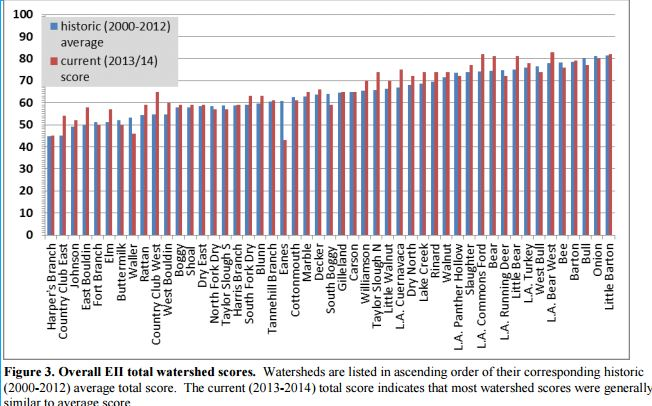 100
90
80
70
60
50
40
30
20
10
0
historic (2000-2012)
average
current (2013/14)
score
Harper's Branch
Country Club East
Johnson
East Bouldin
Fort Branch
Elm
Buttermilk
Waller
Rattan
Country Club West
West Bouldin
Boggy
Shoal
Dry East
North Fork Dry
Taylor Slough S
Harris Branch
South Fork Dry
Blunn
Tannehill Branch
Eanes
Cottonmouth
Marble
Decker
South Boggy
Gilleland
Carson
Williamson
Taylor Slough N
Little Walnut
L.A. Cuernavaca
Dry North
Lake Creek
Rinard
Walnut
L.A. Panther Hollow
Slaughter
L.A. Commons Ford
Bear
L.A. Running Deer
Little Bear
L.A. Turkey
West Bull
L.A. Bear West
Bee
Barton
Bull
Onion
Little Barton
Figure 3. Overall EII total watershed scores. Watersheds are listed in ascending order of their corresponding historic
(2000-2012) average total score. The current (2013-2014) total score indicates that most watershed scores were generally
similar to average score